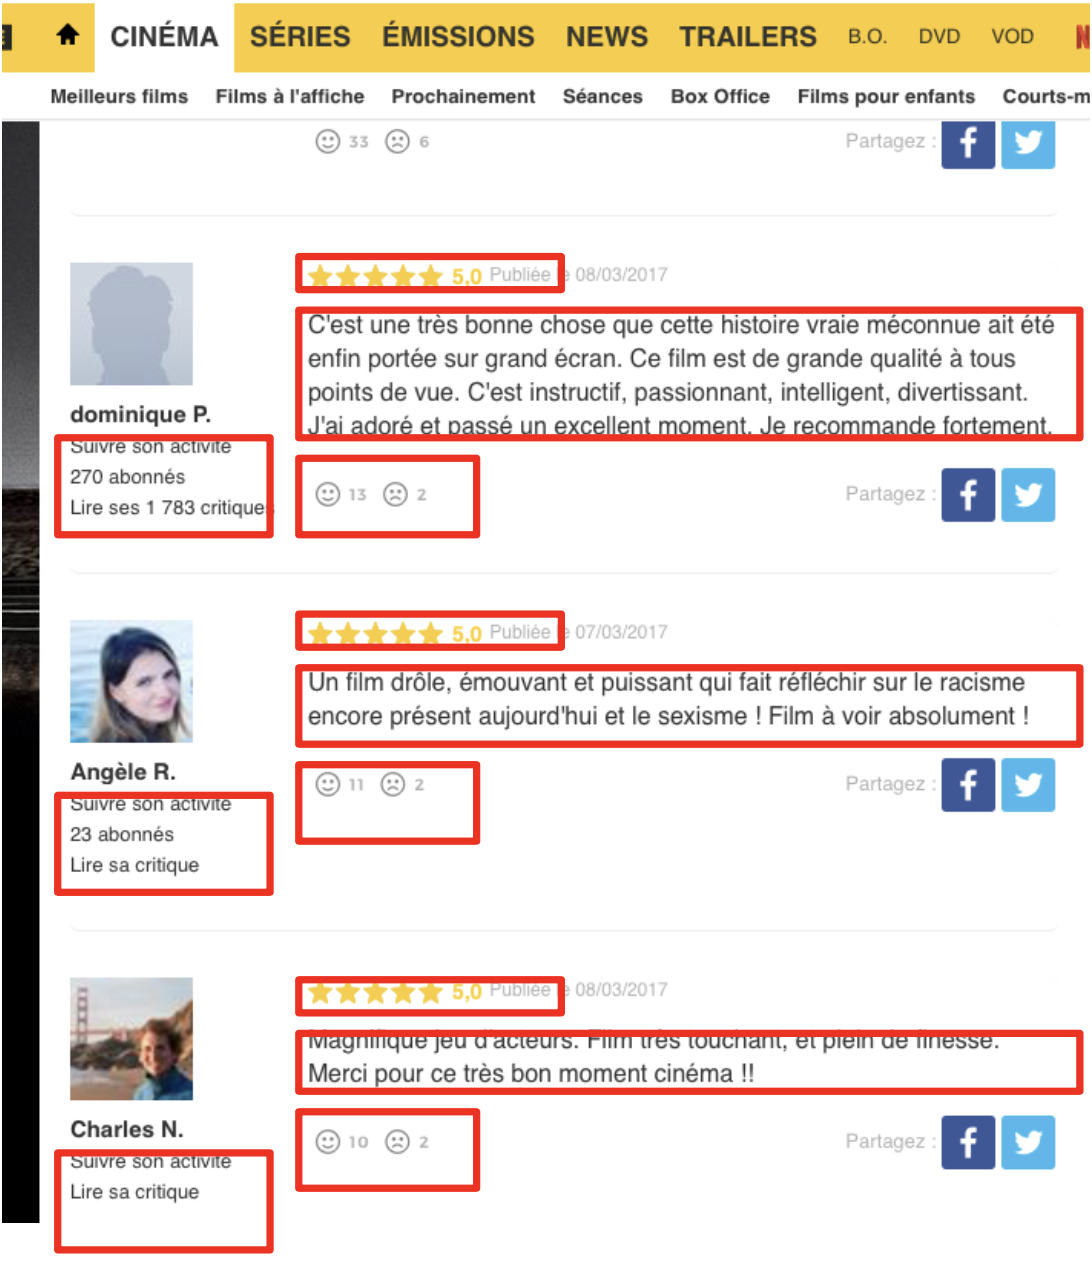 CINÉMA SÉRIES ÉMISSIONS NEWS TRAILERS B.O. DVD VOD
Meilleurs films Films à l'affiche Prochainement Séances Box Office Films pour enfants
33 6 Partagez :
5,0 Publiée le 08/03/2017
C'est une très bonne chose que cette histoire vraie méconnue ait été
enfin portée sur grand écran. Ce film est de grande qualité à tous
points de vue. C'est instructif, passionnant, intelligent, divertissant.
J'ai adoré et passé un excellent moment. Je recommande fortement.
dominique P.
Suivre son activité
270 abonnés
Lire ses 1 783 critiques
13 2 Partagez :
5,0 Publiée le 07/03/2017
Un film drôle, émouvant et puissant qui fait réfléchir sur le racisme
encore présent aujourd'hui et le sexisme ! Film à voir absolument !
Angèle R.
Suivre son activité
23 abonnés
Lire sa critique
11 2 Partagez :
5,0 Publiée le 08/03/2017
Magnifique jeu d'acteurs. Film très touchant, et plein de finesse.
Merci pour ce très bon moment cinéma !!
Charles N.
Suivre son activité
Lire sa critique
10 2 Partagez :